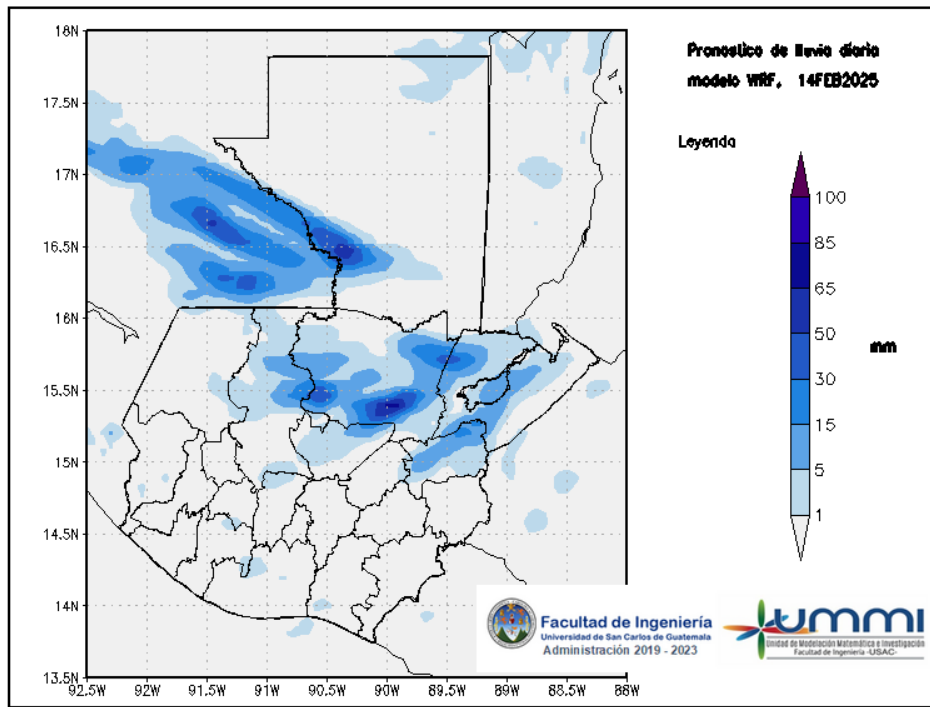 Pronostico de lluvia diaria
modelo WRF, 14FEB2025
Leyenda
100
85
65
50
30
15
5
1
mm
18N
17.5N
17N
16.5N
16N
15.5N
15N
14.5N
14N
13.5N
92.5W
92W
91.5W
91W
90.5W
90W
89.5W
89W
88.5W
88W
Facultad de Ingeniería
Universidad de San Carlos de Guatemala
Administración 2019 - 2023
UMMI
Unidad de Modelación Matemática e Investigación
Facultad de Ingeniería -USAC-